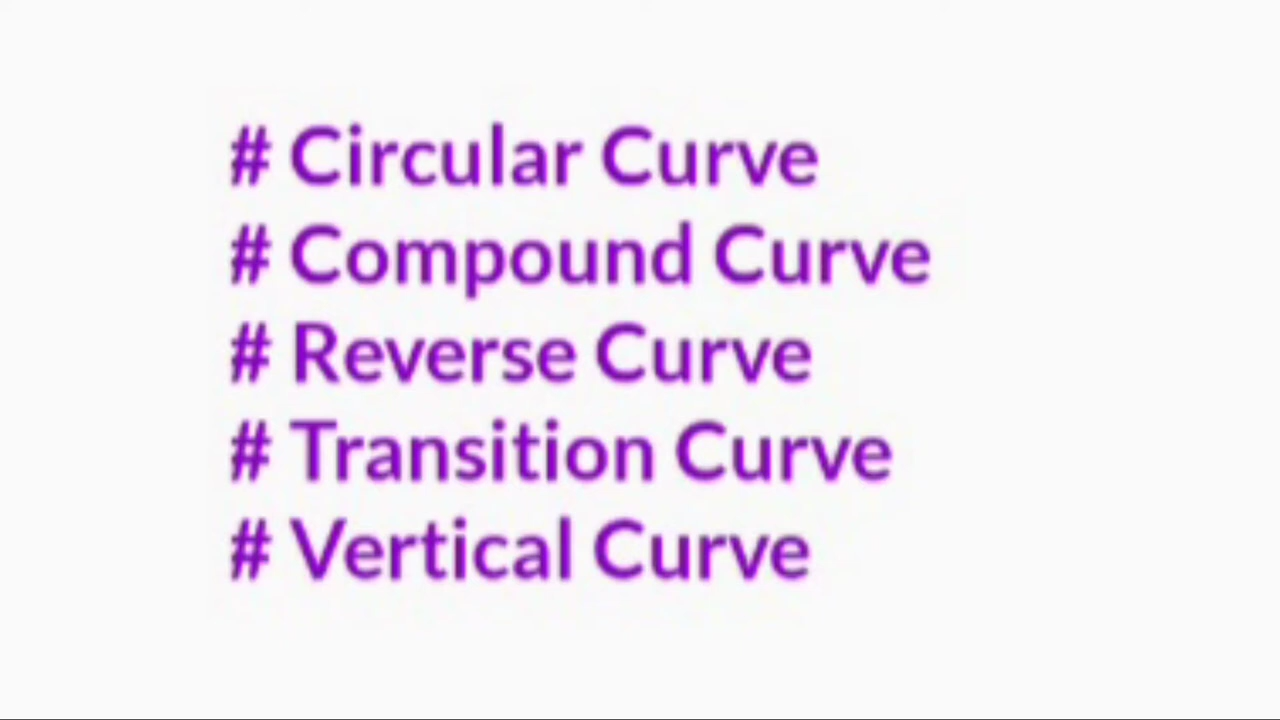 # Circular Curve
# Compound Curve
# Reverse Curve
# Transition Curve
# Vertical Curve